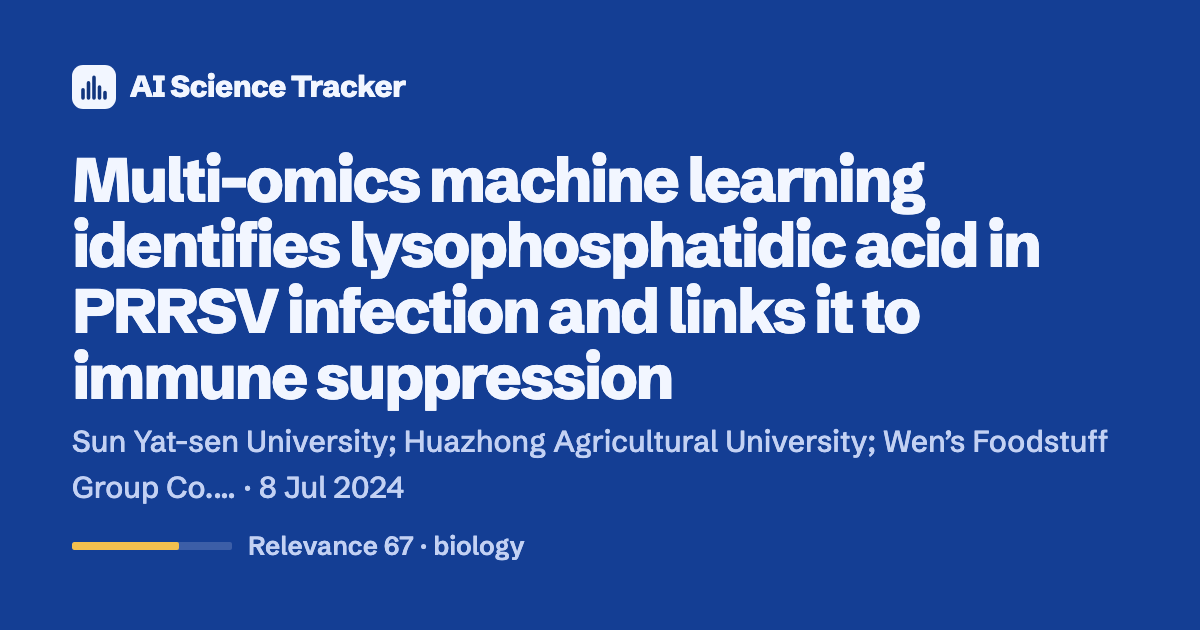 AI Science Tracker
Multi-omics machine learning
identifies lysophosphatidic acid in
PRRSV infection and links it to
immune suppression
Sun Yat-sen University; Huazhong Agricultural University; Wen’s Foodstuff
Group Co.… · 8 Jul 2024
Relevance 67 · biology